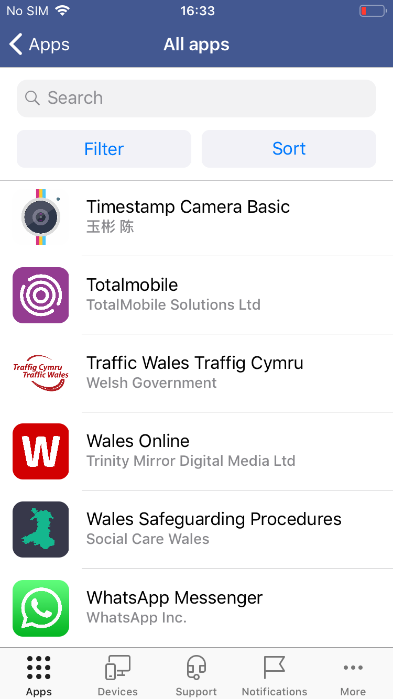 No SIM 16:33
Apps All apps
Search
Filter Sort
Timestamp Camera Basic
玉彬 陈
Totalmobile
TotalMobile Solutions Ltd
Traffig Cymru
Traffic Wales
Traffic Wales Traffig Cymru
Welsh Government
W
Wales Online
Trinity Mirror Digital Media Ltd
Wales Safeguarding Procedures
Social Care Wales
WhatsApp Messenger
WhatsApp Inc.
Apps Devices Support Notifications More